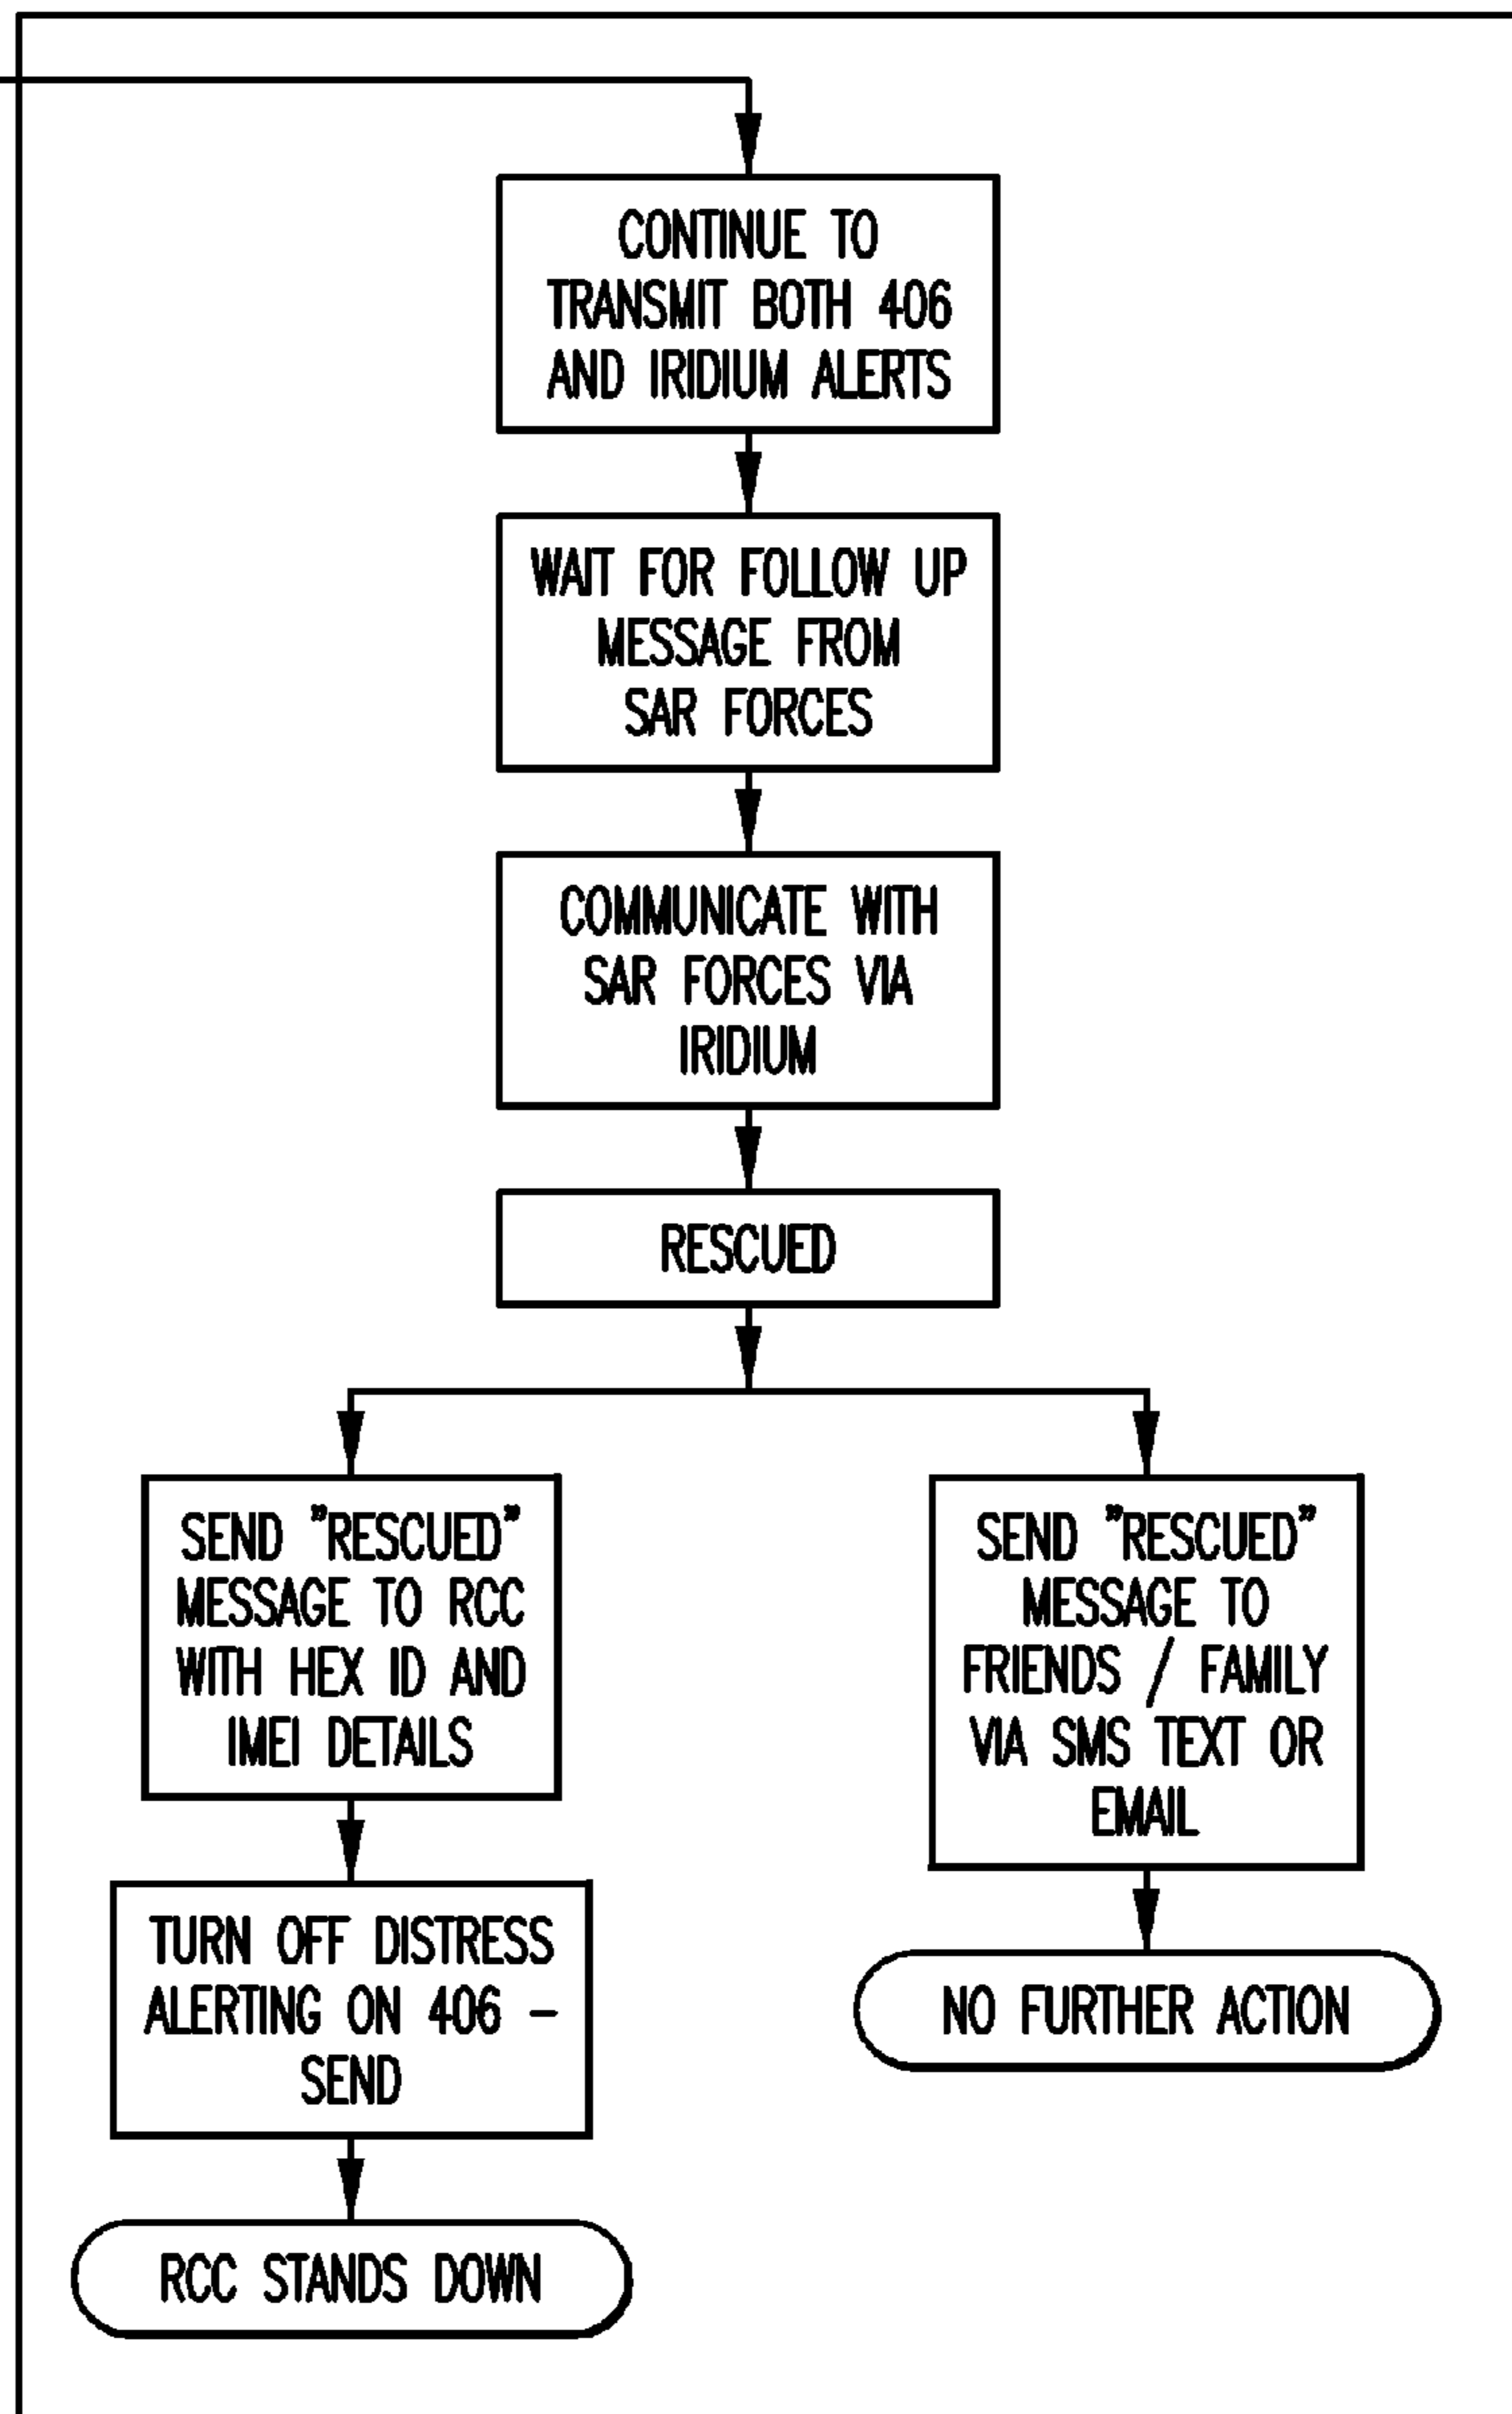 CONTINUE TO
TRANSMIT BOTH 406
AND IRIDIUM ALERTS
WAIT FOR FOLLOW UP
MESSAGE FROM
SAR FORCES
COMMUNICATE WITH
SAR FORCES VIA
IRIDIUM
RESCUED
SEND "RESCUED"
MESSAGE TO RCC
WITH HEX ID AND
IMEI DETAILS
TURN OFF DISTRESS
ALERTING ON 406 -
SEND
RCC STANDS DOWN
SEND "RESCUED"
MESSAGE TO
FRIENDS / FAMILY
VIA SMS TEXT OR
EMAIL
NO FURTHER ACTION